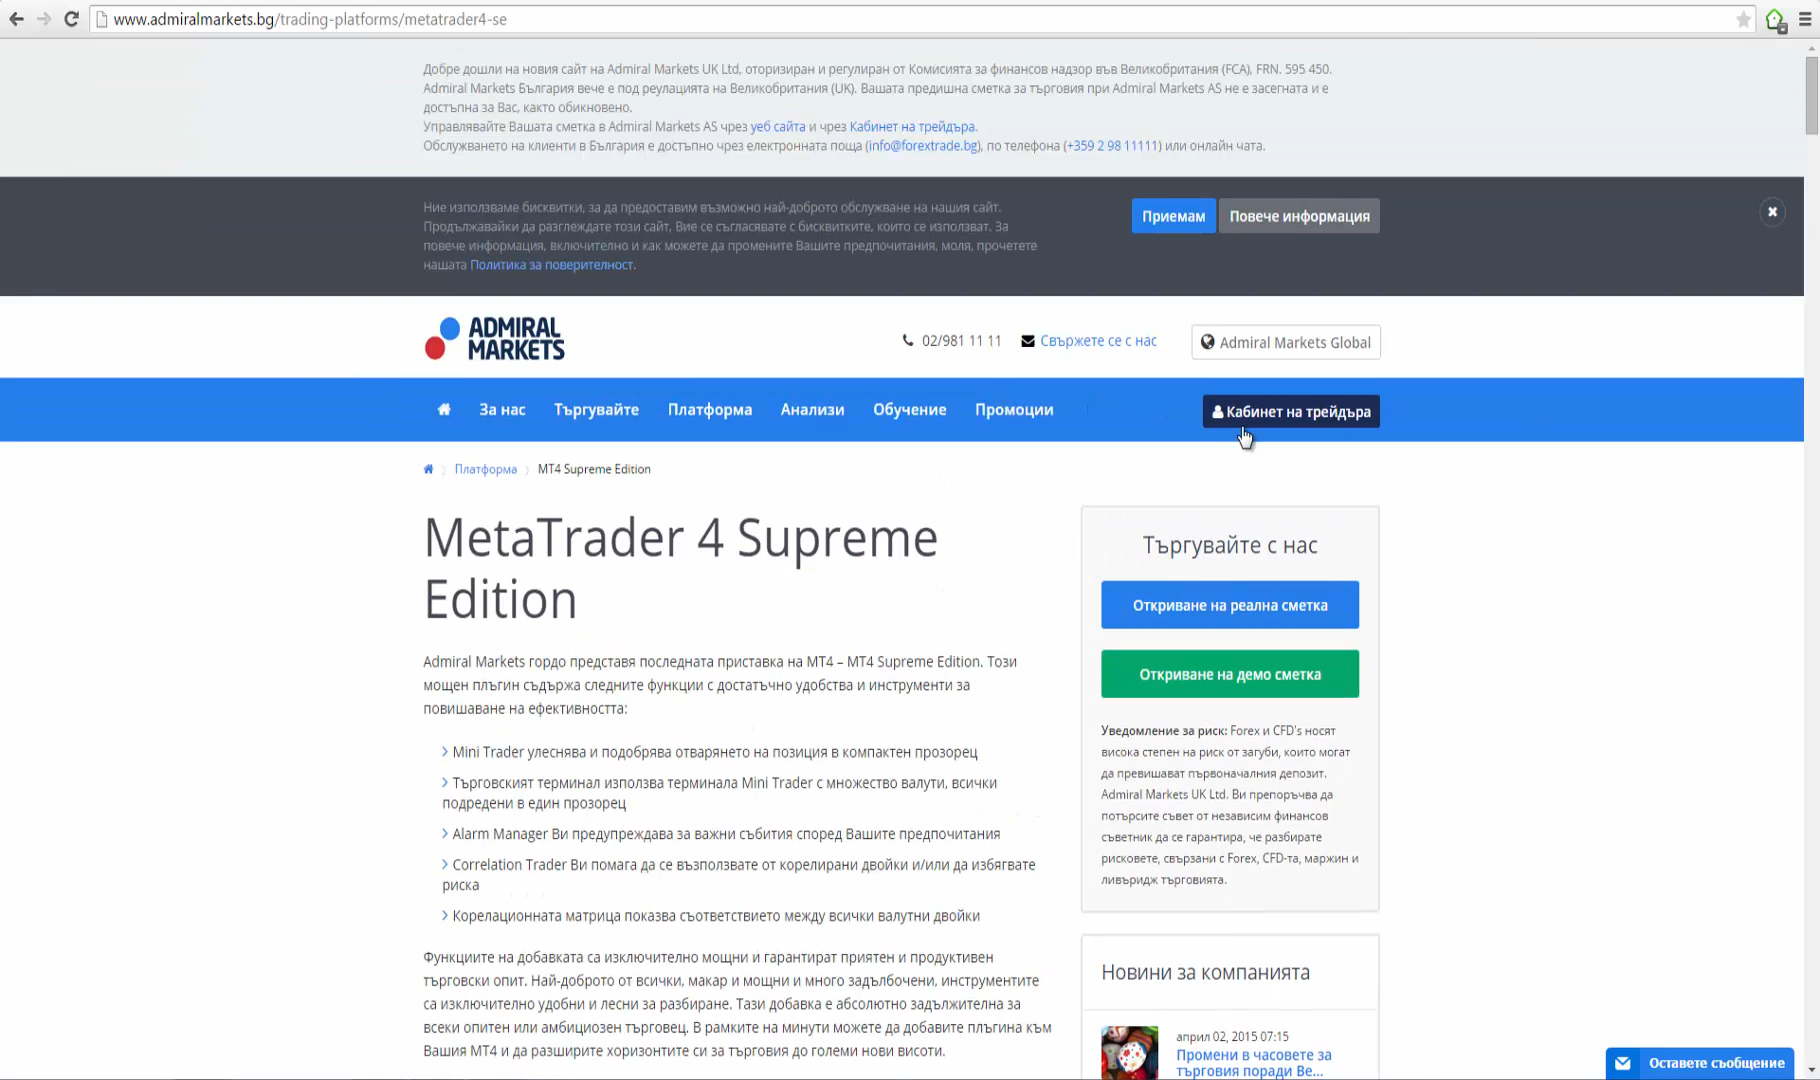 www.admiralmarkets.bg/trading-platforms/metatrader4-se
Добре дошли на новия сайт на Admiral Markets UK Ltd, оторизиран и регулиран от Комисията за финансов надзор във Великобритания (FCA), FRN. 595 450.
Admiral Markets България вече е под реулацията на Великобритания (UK). Вашата предишна сметка за търговия при Admiral Markets AS не е засегната и е
достъпна за Вас, както обикновено.
Управлявайте Вашата сметка в Admiral Markets AS чрез уеб сайта и чрез Кабинет на трейдъра.
Обслужването на клиенти в България е достъпно чрез електронната поща (info@forextrade.bg), по телефона (+359 2 98 11111) или онлайн чата.
Ние използваме бисквитки, за да предоставим възможно най-доброто обслужване на нашия сайт.
Продължавайки да разглеждате този сайт, Вие се съгласявате с бисквитките, които се използват. За
повече информация, включително и как можете да промените Вашите предпочитания, моля, прочетете
нашата Политика за поверителност.
Приемам
Повече информация
ADMIRAL
MARKETS
02/981 11 11
Свържете се с нас
Admiral Markets Global
За нас
Търгувайте
Платформа
Анализи
Обучение
Промоции
Кабинет на трейдъра
Платформа
MT4 Supreme Edition
MetaTrader 4 Supreme
Edition
Admiral Markets гордо представя последната приставка на MT4 – MT4 Supreme Edition. Този
мощен плъгин съдържа следните функции с достатъчно удобства и инструменти за
повишаване на ефективността:
Mini Trader улеснява и подобрява отварянето на позиция в компактен прозорец
Търговският терминал използва терминала Mini Trader с множество валути, всички
подредени в един прозорец
Alarm Manager Ви предупреждава за важни събития според Вашите предпочитания
Correlation Trader Ви помага да се възползвате от корелирани двойки и/или да избягвате
риска
Корелационната матрица показва съответствието между всички валутни двойки
Функциите на добавката са изключително мощни и гарантират приятен и продуктивен
търговски опит. Най-доброто от всички, макар и мощни и много задълбочени, инструментите
са изключително удобни и лесни за разбиране. Тази добавка е абсолютно задължителна за
всеки опитен или амбициозен търговец. В рамките на минути можете да добавите плъгина към
Вашия MT4 и да разширите хоризонтите си за търговия до големи нови висоти.
Търгувайте с нас
Откриване на реална сметка
Откриване на демо сметка
Уведомление за риск: Forex и CFD's носят
висока степен на риск от загуби, които могат
да превишават първоначалния депозит.
Admiral Markets UK Ltd. Ви препоръчва да
потърсите съвет от независим финансов
съветник да се гарантира, че разбирате
рисковете, свързани с Forex, CFD-та, маржин и
ливъридж търговията.
Новини за компанията
април 02, 2015 07:15
Промени в часовете за
търговия поради Ве...
Оставете съобщение